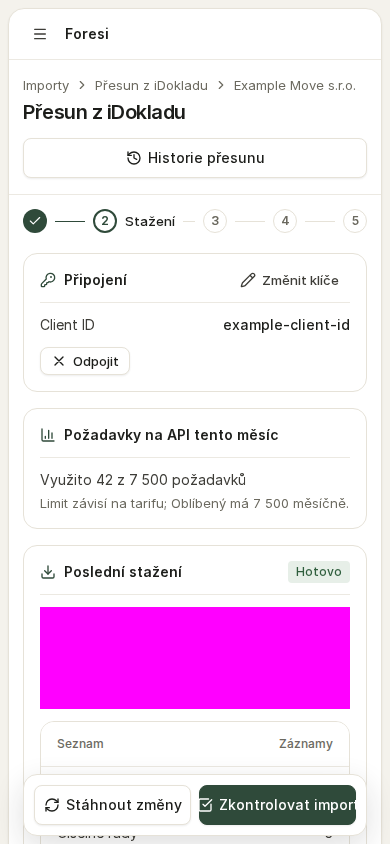 Foresi
Importy > Přesun z iDokladu > Example Move s.r.o.
Přesun z iDokladu
Historie přesunu
2 Stažení 3 4 5
Připojení
Změnit klíče
Client ID
example-client-id
Odpojit
Požadavky na API tento měsíc
Využito 42 z 7 500 požadavků
Limit závisí na tarifu; Oblíbený má 7 500 měsíčně.
Poslední stažení
Hotovo
Seznam
Záznamy
Stáhnout změny
Zkontrolovat import